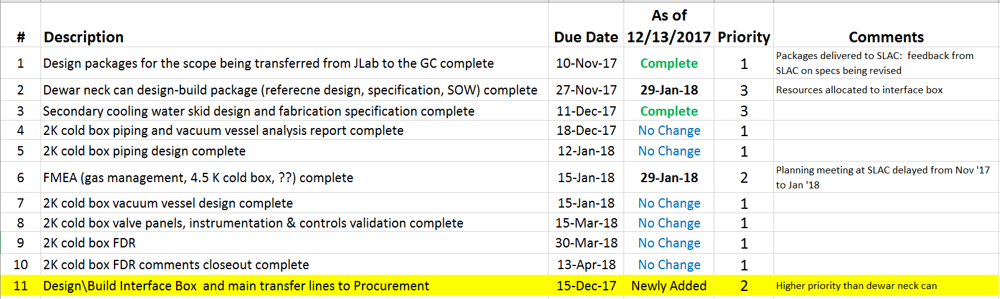 # Description Due Date As of 12/13/2017 Priority Comments
1 Design packages for the scope being transferred from JLab to the GC complete 10-Nov-17 Complete 1 Packages delivered to SLAC:  feedback from SLAC on specs being revised
2 Dewar neck can design-build package (referecne design, specification, SOW) complete 27-Nov-17 29-Jan-18 3 Resources allocated to interface box
3 Secondary cooling water skid design and fabrication specification complete 11-Dec-17 Complete 3
4 2K cold box piping and vacuum vessel analysis report complete 18-Dec-17 No Change 1
5 2K cold box piping design complete 12-Jan-18 No Change 1
6 FMEA (gas management, 4.5 K cold box, ??) complete 15-Jan-18 29-Jan-18 2 Planning meeting at SLAC delayed from Nov '17 to Jan '18
7 2K cold box vacuum vessel design complete 15-Jan-18 No Change 1
8 2K cold box valve panels, instrumentation & controls validation complete 15-Mar-18 No Change 1
9 2K cold box FDR 30-Mar-18 No Change 1
10 2K cold box FDR comments closeout complete 13-Apr-18 No Change 1
11 Design\Build Interface Box  and main transfer lines to Procurement 15-Dec-17 Newly Added 2 Higher priority than dewar neck can